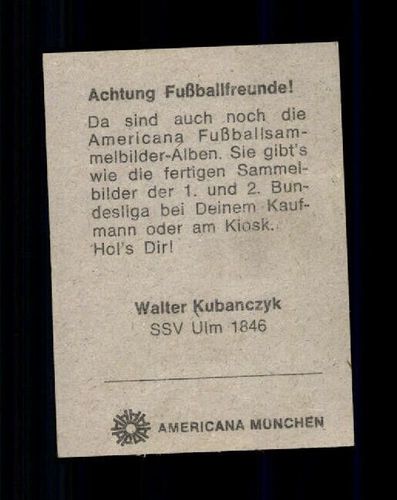 Achtung Fußballfreunde!
Da sind auch noch die
Americana Fußballsam-
melbilder-Alben. Sie gibt's
wie die fertigen Sammel-
bilder der 1. und 2. Bun-
desliga bei Deinem Kauf-
mann oder am Kiosk.
Hol's Dir!
Walter Kubanczyk
SSV Ulm 1846
AMERICANA MÜNCHEN